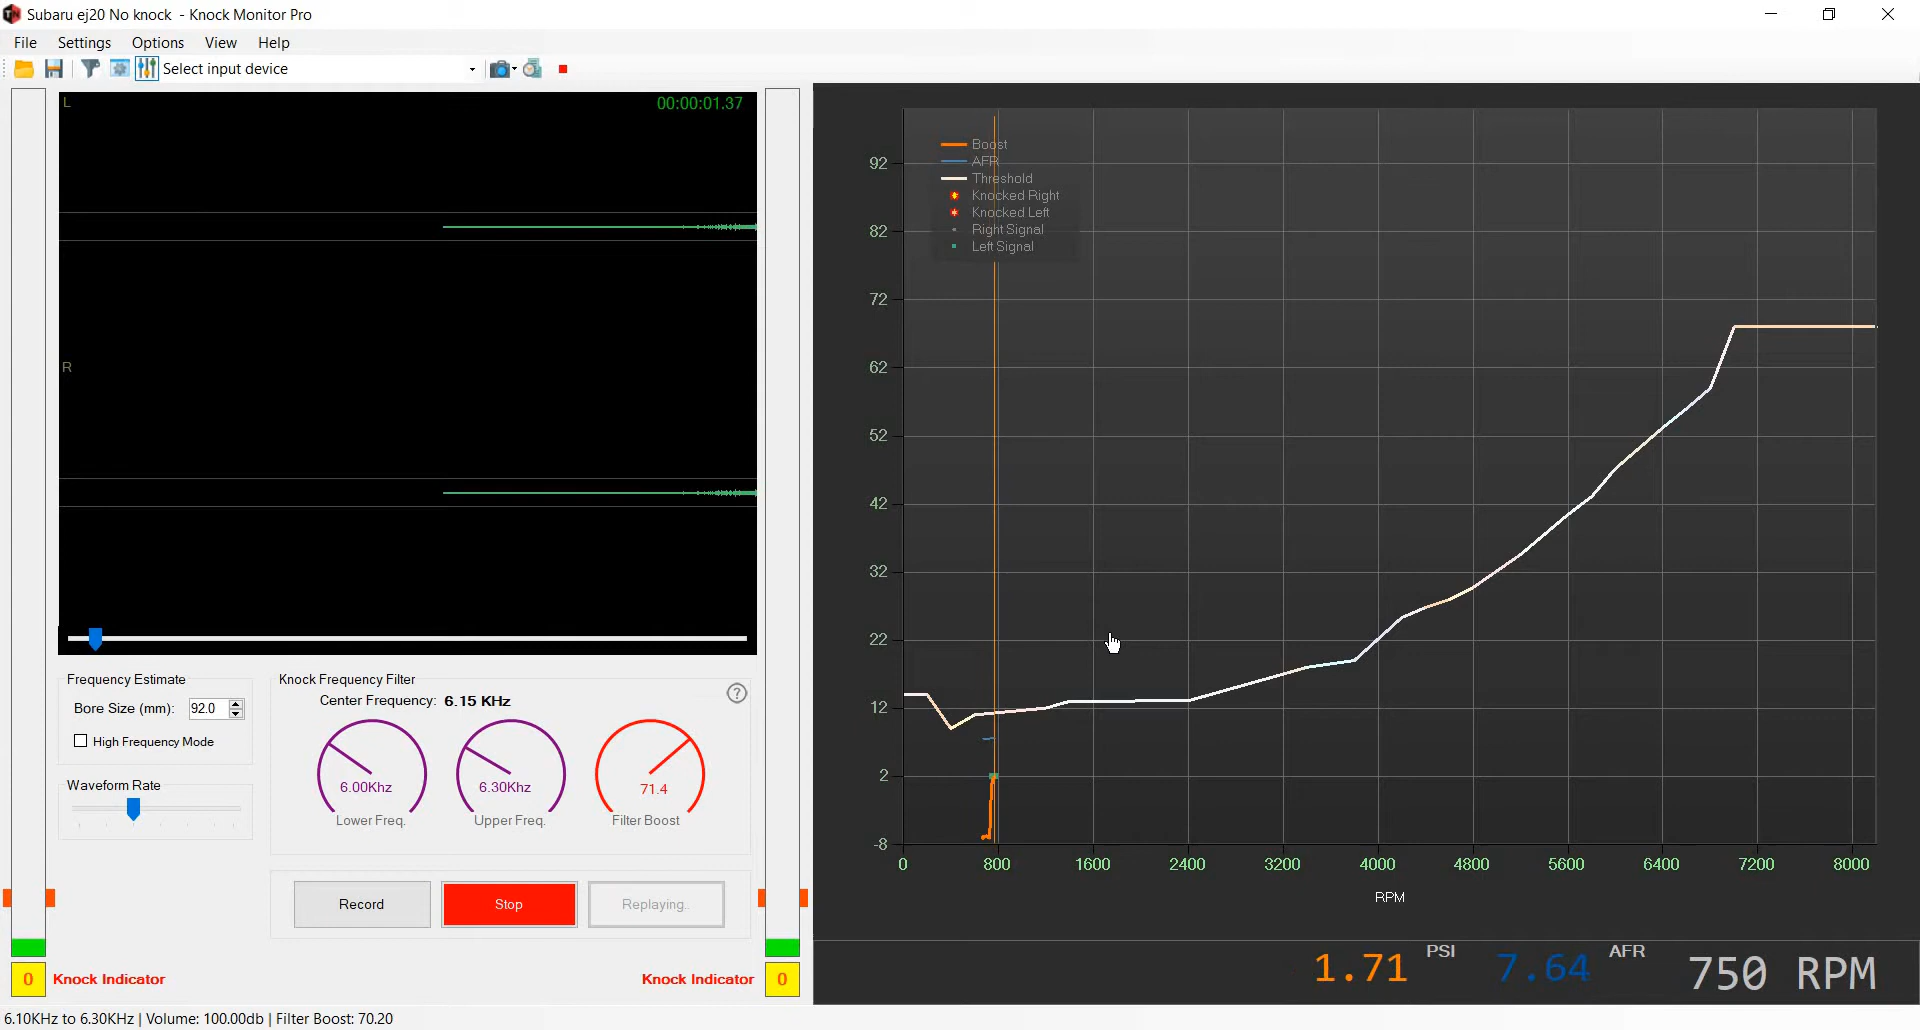 Subaru ej20 No knock - Knock Monitor Pro
File Settings Options View Help
Select input device
L
00:00:01.37
R
Frequency Estimate
Bore Size (mm): 92.0
High Frequency Mode
Waveform Rate
Knock Frequency Filter
?
Center Frequency: 6.15 KHz
6.00Khz 6.30Khz 71.4
Lower Freq. Upper Freq. Filter Boost
Record Stop Replaying..
0 Knock Indicator
Knock Indicator 0
6.10KHz to 6.30KHz | Volume: 100.00db | Filter Boost: 70.20
Boost
AFR
Threshold
Knocked Right
Knocked Left
Right Signal
Left Signal
92
82
72
62
52
42
32
22
12
2
-8
0 800 1600 2400 3200 4000 4800 5600 6400 7200 8000
RPM
1.71 PSI 7.64 AFR 750 RPM